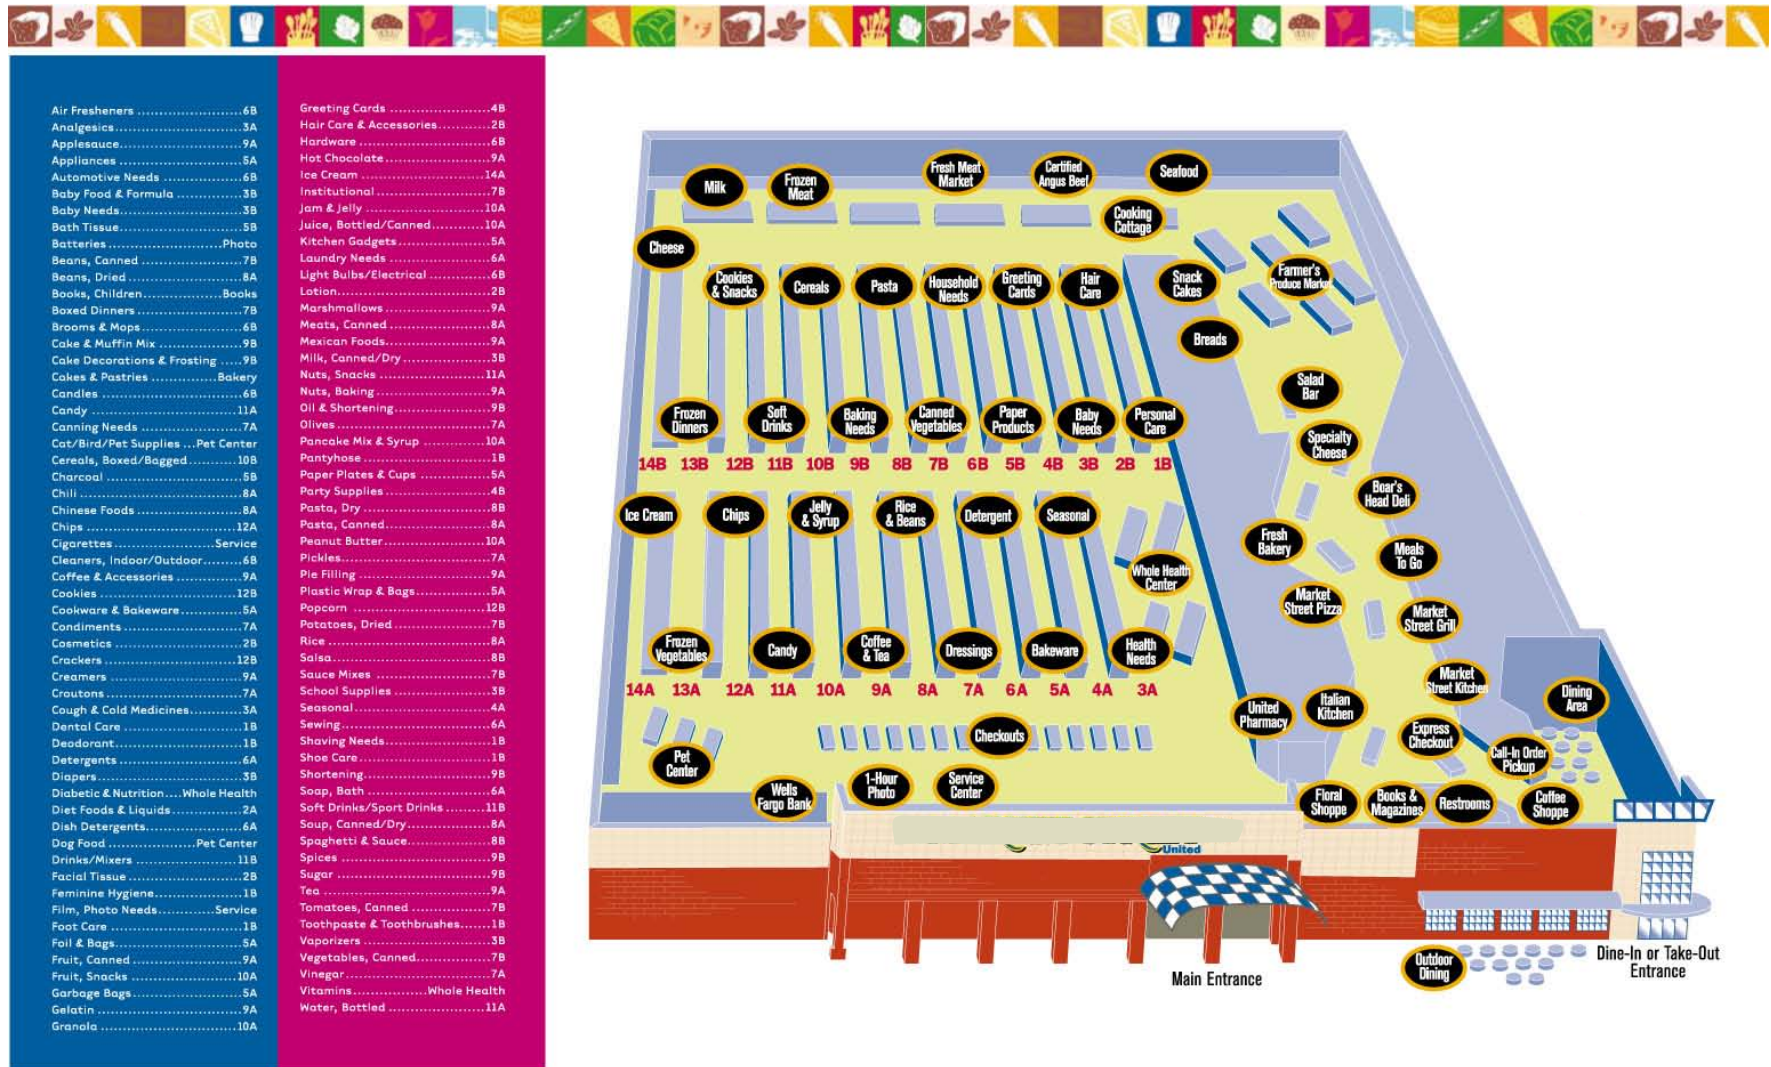 Air Fresheners ..........................6B
Analgesics..............................3A
Applesauce.............................9A
Appliances .............................5A
Automotive Needs .................6B
Baby Food & Formula ..............3B
Baby Needs.............................3B
Bath Tissue.............................5B
Batteries .........................Photo
Beans, Canned .......................7B
Beans, Dried...........................8A
Books, Children................Books
Boxed Dinners ........................7B
Brooms & Mops.......................6B
Cake & Muffin Mix ..................9B
Cake Decorations & Frosting .....9B
Cakes & Pastries ..............Bakery
Candles ..................................6B
Candy ....................................11A
Canning Needs .......................7A
Cat/Bird/Pet Supplies ...Pet Center
Cereals, Boxed/Bagged...........10B
Charcoal .................................5B
Chili .......................................8A
Chinese Foods ........................8A
Chips ....................................12A
Cigarettes ......................Service
Cleaners, Indoor/Outdoor........6B
Coffee & Accessories ...............9A
Cookies .................................12B
Cookware & Bakeware.............5A
Condiments ............................7A
Cosmetics ...............................2B
Crackers ................................12B
Creamers ................................9A
Croutons .................................7A
Cough & Cold Medicines............3A
Dental Care .............................1B
Deodorant...............................1B
Detergents ..............................6A
Diapers....................................3B
Diabetic & Nutrition....Whole Health
Diet Foods & Liquids.................2A
Dish Detergents.......................6A
Dog Food ....................Pet Center
Drinks/Mixers ........................11B
Facial Tissue ............................2B
Feminine Hygiene....................1B
Film, Photo Needs............Service
Foot Care ................................1B
Foil & Bags...............................5A
Fruit, Canned ..........................9A
Fruit, Snacks ..........................10A
Garbage Bags..........................5A
Gelatin ....................................9A
Granola .................................10A
Greeting Cards ........................4B
Hair Care & Accessories............2B
Hardware ................................6B
Hot Chocolate..........................9A
Ice Cream ..............................14A
Institutional .............................7B
Jam & Jelly .............................10A
Juice, Bottled/Canned.............10A
Kitchen Gadgets.......................5A
Laundry Needs ........................6A
Light Bulbs/Electrical ...............6B
Lotion......................................2B
Marshmallows .........................9A
Meats, Canned ........................8A
Mexican Foods.........................9A
Milk, Canned/Dry .....................3B
Nuts, Snacks ..........................11A
Nuts, Baking ............................9A
Oil & Shortening.......................9B
Olives ......................................7A
Pancake Mix & Syrup ..............10A
Pantyhose ...............................1B
Paper Plates & Cups .................5A
Party Supplies ..........................4B
Pasta, Dry ................................8B
Pasta, Canned..........................8A
Peanut Butter.........................10A
Pickles......................................7A
Pie Filling .................................9A
Plastic Wrap & Bags..................5A
Popcorn .................................12B
Potatoes, Dried.........................7B
Rice .........................................8A
Salsa........................................8B
Sauce Mixes .............................7B
School Supplies ........................3B
Seasonal ..................................4A
Sewing.....................................6A
Shaving Needs..........................1B
Shoe Care ................................1B
Shortening................................9B
Soap, Bath ................................6A
Soft Drinks/Sport Drinks ..........11B
Soup, Canned/Dry.....................8A
Spaghetti & Sauce.....................8B
Spices ......................................9B
Sugar .......................................9B
Tea ..........................................9A
Tomatoes, Canned ....................7B
Toothpaste & Toothbrushes.......1B
Vaporizers ................................3B
Vegetables, Canned...................7B
Vinegar.....................................7A
Vitamins.................Whole Health
Water, Bottled ........................11A
Milk
Frozen
Meat
Fresh Meat
Market
Certified
Angus Beef
Seafood
Cooking
Cottage
Cheese
Cookies
& Snacks
Cereals
Pasta
Household
Needs
Greeting
Cards
Hair
Care
Snack
Cakes
Farmer's
Produce Market
Breads
Salad
Bar
Frozen
Dinners
Soft
Drinks
Baking
Needs
Canned
Vegetables
Paper
Products
Baby
Needs
Personal
Care
Specialty
Cheese
14B 13B 12B 11B 10B 9B 8B 7B 6B 5B 4B 3B 2B 1B
Boar's
Head Deli
Ice Cream
Chips
Jelly
& Syrup
Rice
& Beans
Detergent
Seasonal
Fresh
Bakery
Meals
To Go
Whole Health
Center
Market
Street Pizza
Market
Street Grill
Frozen
Vegetables
Candy
Coffee
& Tea
Dressings
Bakeware
Health
Needs
Market
Street Kitchen
14A 13A 12A 11A 10A 9A 8A 7A 6A 5A 4A 3A
Dining
Area
United
Pharmacy
Italian
Kitchen
Checkouts
Express
Checkout
Call-In Order
Pickup
Pet
Center
Wells
Fargo Bank
1-Hour
Photo
Service
Center
Floral
Shoppe
Books &
Magazines
Restrooms
Coffee
Shoppe
United
Main Entrance
Outdoor
Dining
Dine-In or Take-Out
Entrance